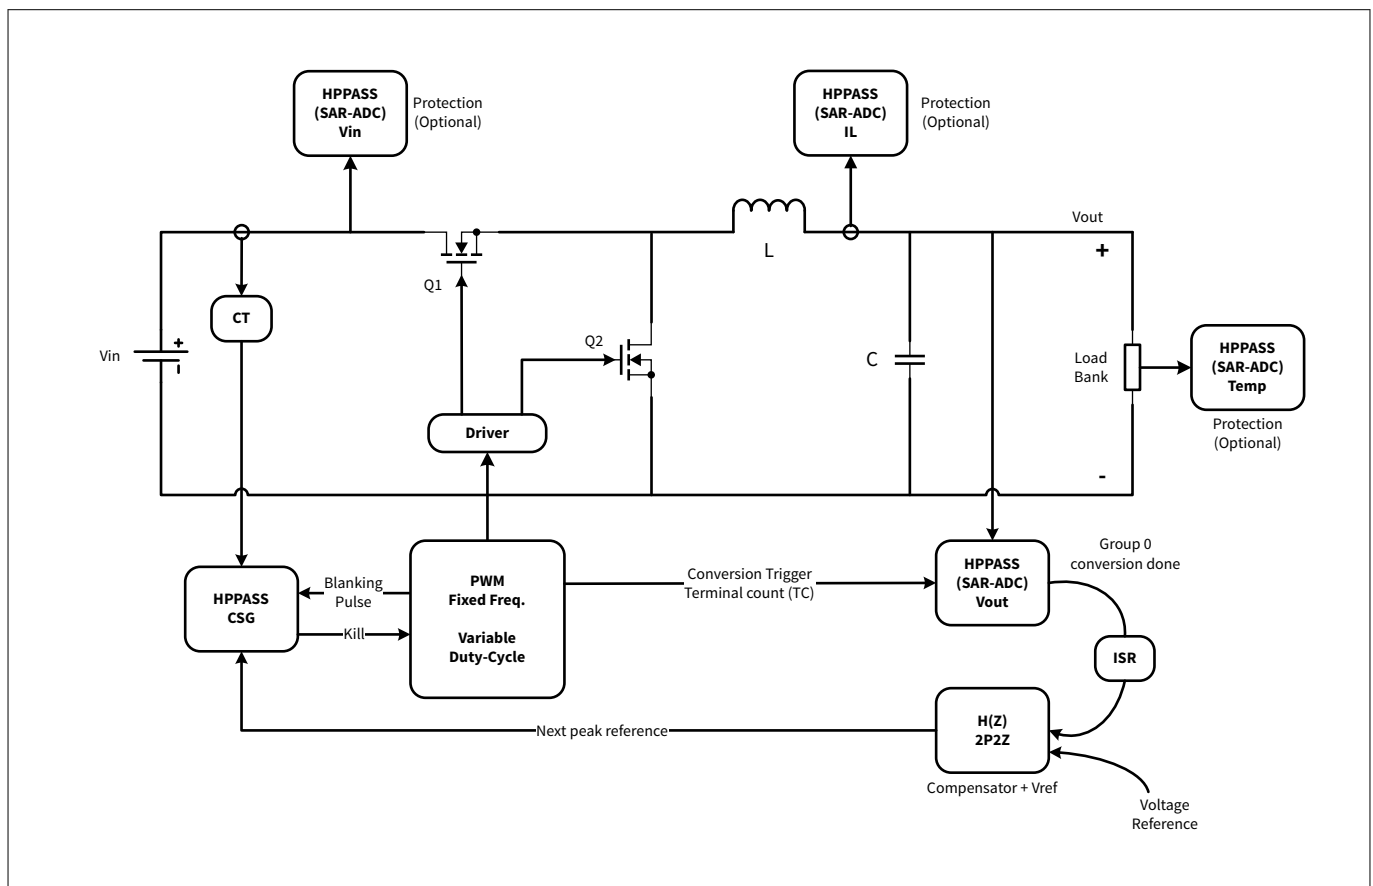 HPPASS
(SAR-ADC)
Vin
Protection
(Optional)
HPPASS
(SAR-ADC)
IL
Protection
(Optional)
Vout
+
L
Q1
CT
Vin
Q2
C
Load
Bank
HPPASS
(SAR-ADC)
Temp
Protection
(Optional)
Driver
-
HPPASS
CSG
Blanking
Pulse
Kill
PWM
Fixed Freq.
Variable
Duty-Cycle
Conversion Trigger
Terminal count (TC)
HPPASS
(SAR-ADC)
Vout
Group 0
conversion done
ISR
Next peak reference
H(Z)
2P2Z
Compensator + Vref
Voltage
Reference